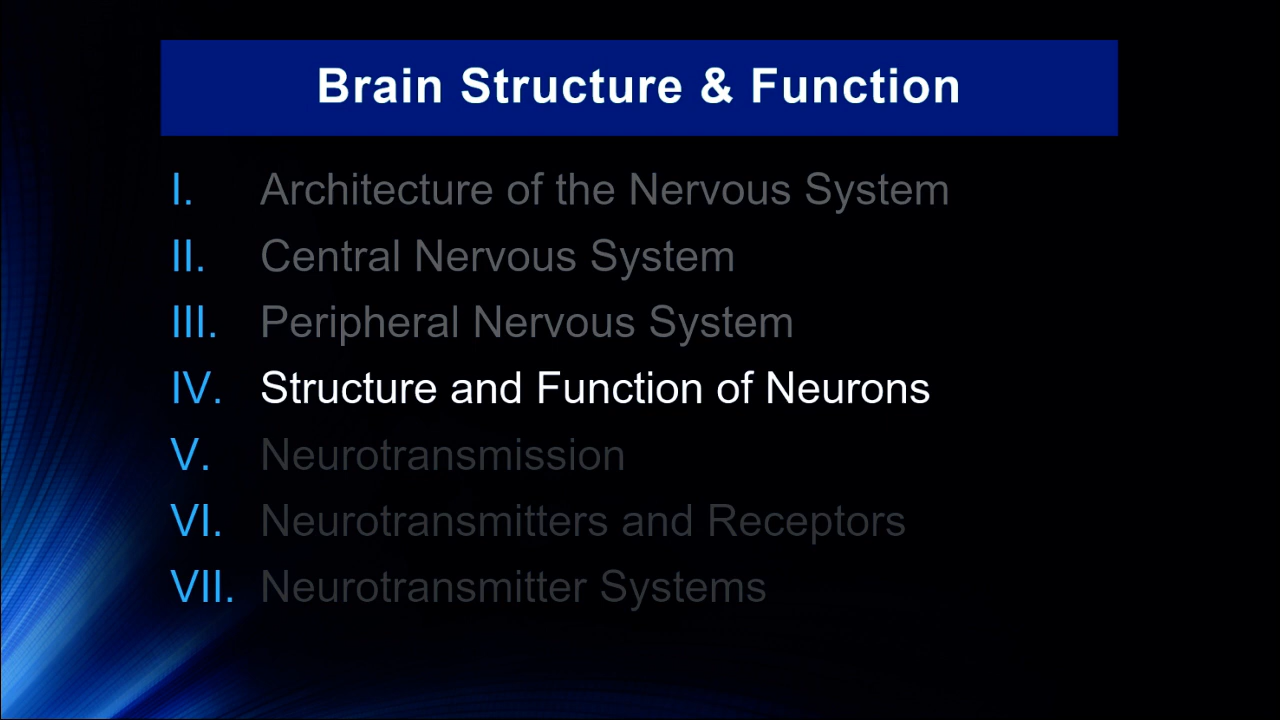 Brain Structure & Function
I. Architecture of the Nervous System
II. Central Nervous System
III. Peripheral Nervous System
IV. Structure and Function of Neurons
V. Neurotransmission
VI. Neurotransmitters and Receptors
VII. Neurotransmitter Systems